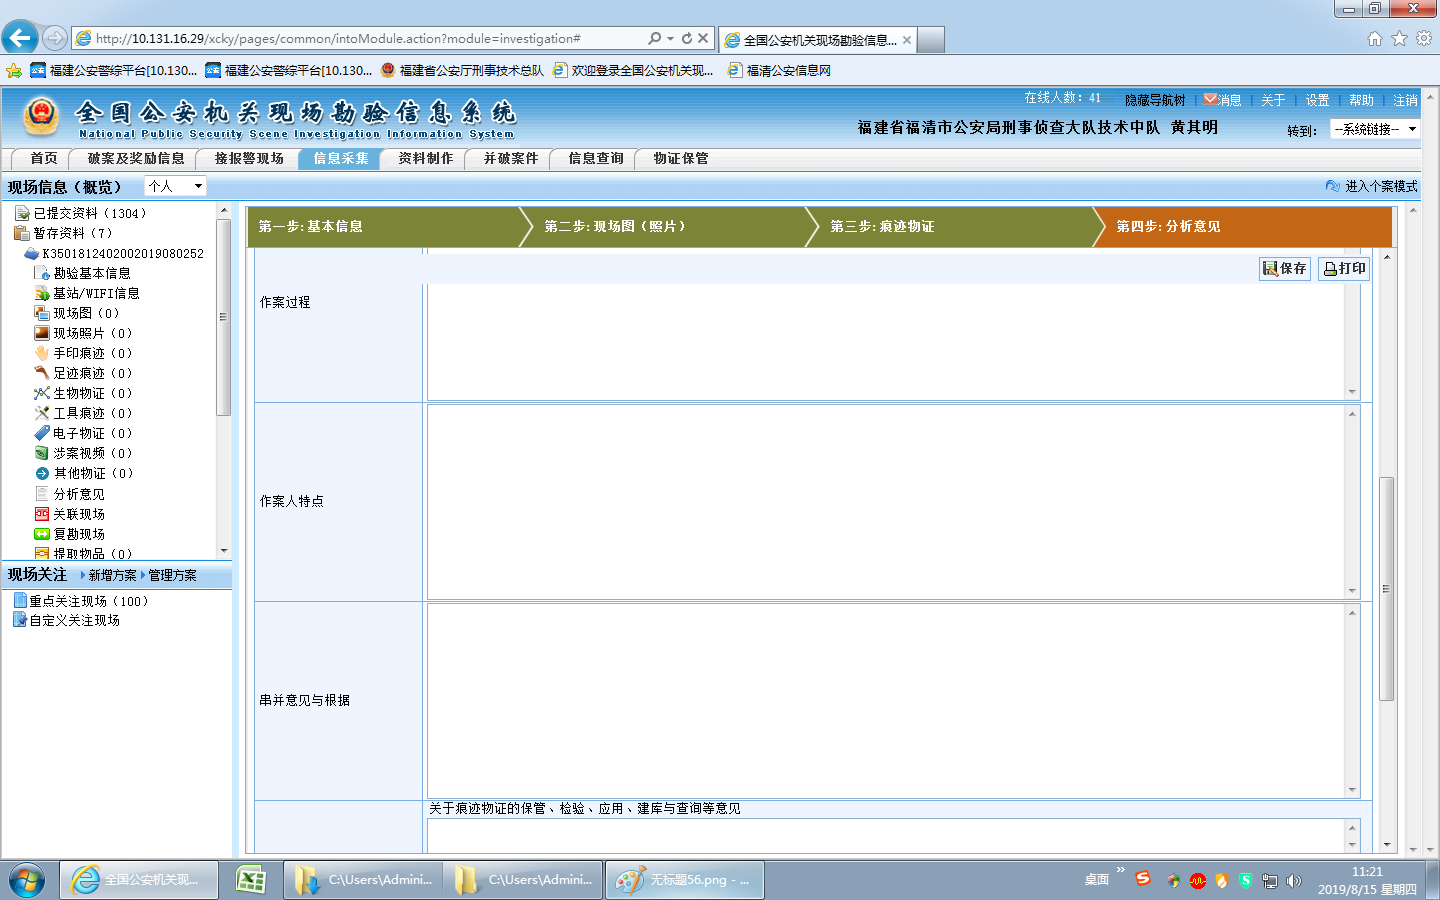 http://10.131.16.29/xcky/pages/common/intoModule.action?module=investigation#
全国公安机关现场勘验信息...
福建公安警综平台[10.130...
福建公安警综平台[10.130...
福建省公安厅刑事技术总队
欢迎登录全国公安机关现...
福清公安信息网
全国公安机关现场勘验信息系统
National Public Security Scene Investigation Information System
在线人数：41
隐藏导航树
消息
关于
设置
帮助
注销
福建省福清市公安局刑事侦查大队技术中队 黄其明
转到：
--系统链接--
首页
破案及奖励信息
接报警现场
信息采集
资料制作
并破案件
信息查询
物证保管
现场信息（概览）
个人
进入个案模式
已提交资料（1304）
暂存资料（7）
K3501812402002019080252
勘验基本信息
基站/WIFI信息
现场图（0）
现场照片（0）
手印痕迹（0）
足迹痕迹（0）
生物物证（0）
工具痕迹（0）
电子物证（0）
涉案视频（0）
其他物证（0）
分析意见
关联现场
复勘现场
提取物品（0）
现场关注
新增方案
管理方案
重点关注现场（100）
自定义关注现场
第一步:基本信息
第二步:现场图（照片）
第三步:痕迹物证
第四步:分析意见
保存
打印
作案过程
作案人特点
串并意见与根据
关于痕迹物证的保管、检验、应用、建库与查询等意见
全国公安机关现...
C:\Users\Admini...
C:\Users\Admini...
无标题56.png - ...
桌面
11:21
2019/8/15 星期四